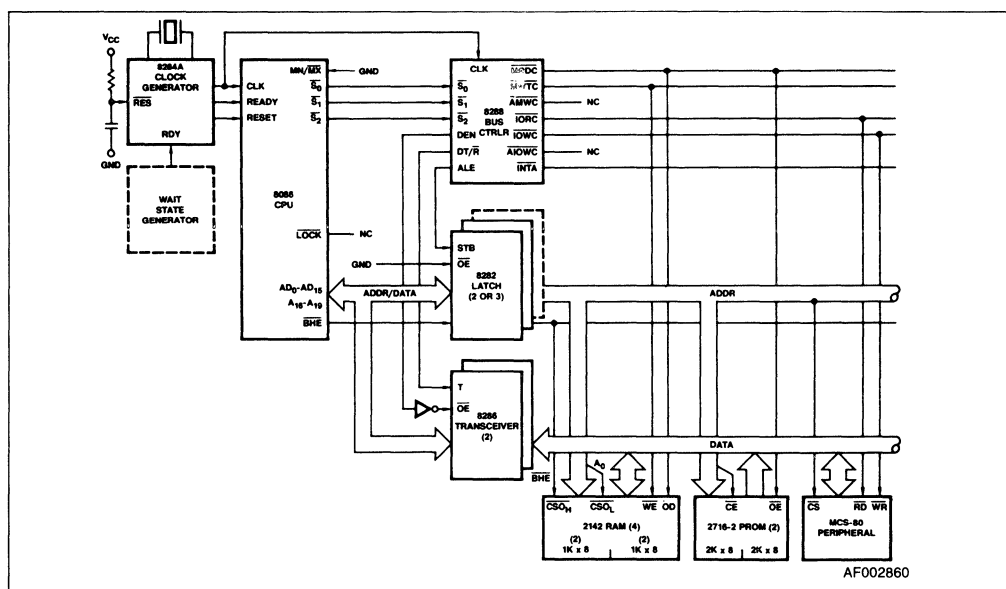 VCC
8284A
CLOCK
GENERATOR
RES
RDY
GND
WAIT
STATE
GENERATOR
CLK
READY
RESET
MN/MX
GND
S0
S1
S2
8086
CPU
LOCK
NC
AD0-AD15
A16-A19
BHE
ADDR/DATA
CLK
S0
S1
S2
DEN
DT/R
ALE
8288
BUS
CTRLR
MRDC
MWTC
AMWC
NC
IORC
IOWC
AIOWC
NC
INTA
STB
GND
OE
8282
LATCH
(2 OR 3)
ADDR
T
OE
8286
TRANSCEIVER
(2)
DATA
BHE
A0
CS0H
CS0L
WE
OD
2142 RAM (4)
(2)
1K x 8
(2)
1K x 8
CE
OE
2716-2 PROM (2)
2K x 8
2K x 8
CS
RD
WR
MCS-80
PERIPHERAL
AF002860